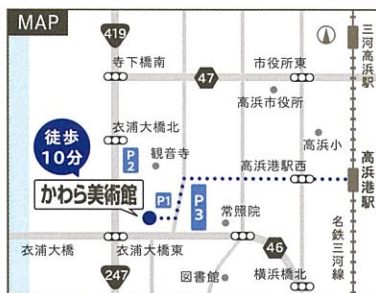 MAP
419
三河高浜駅
寺下橋南
市役所東
47
高浜市役所
徒歩
10分
衣浦大橋北
高浜小
P2
観音寺
高浜港駅西
高浜港駅
かわら美術館
P1
P3
常照院
名鉄三河線
衣浦大橋
衣浦大橋東
46
247
図書館
横浜橋北